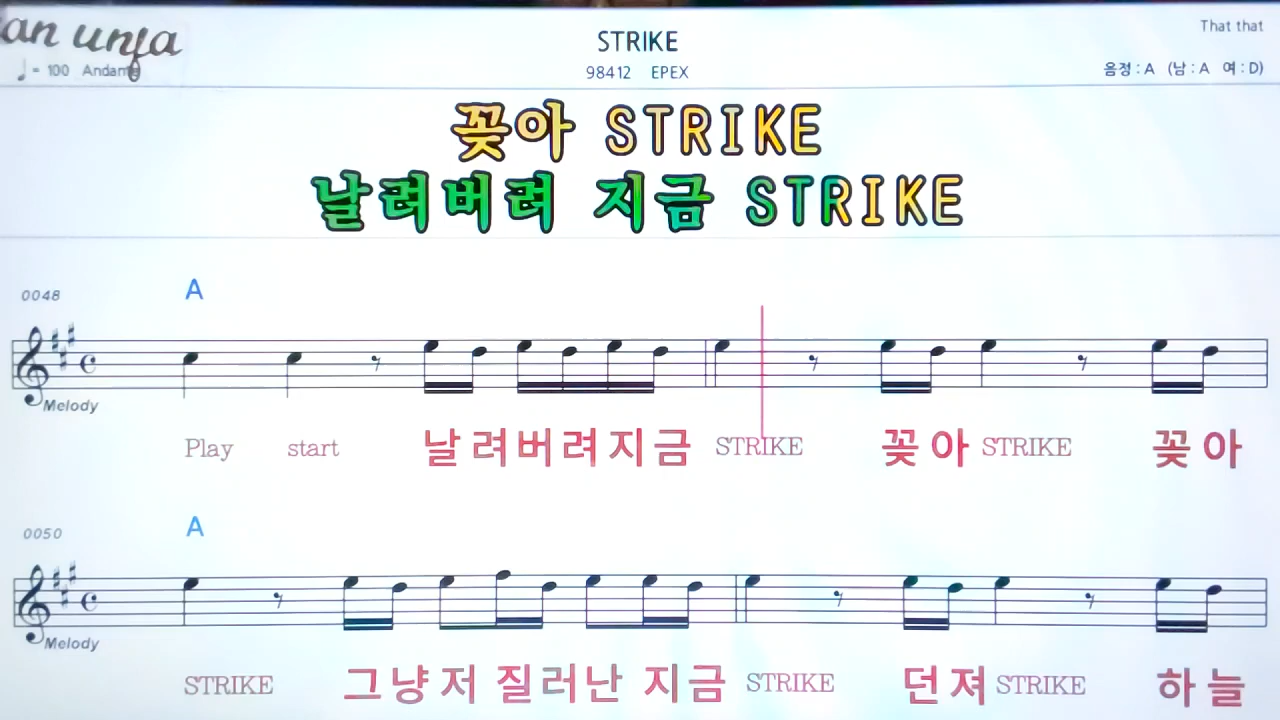 an unfa
STRIKE
That that
♩= 100 Andante
98412 EPEX
음정 : A (남 : A 여 : D)
꽂아 STRIKE
날려버려 지금 STRIKE
0048
A
Melody
Play start 날려버려지금 STRIKE 꽂아 STRIKE 꽂아
0050
A
Melody
STRIKE 그냥저 질러난 지금 STRIKE 던져 STRIKE 하늘